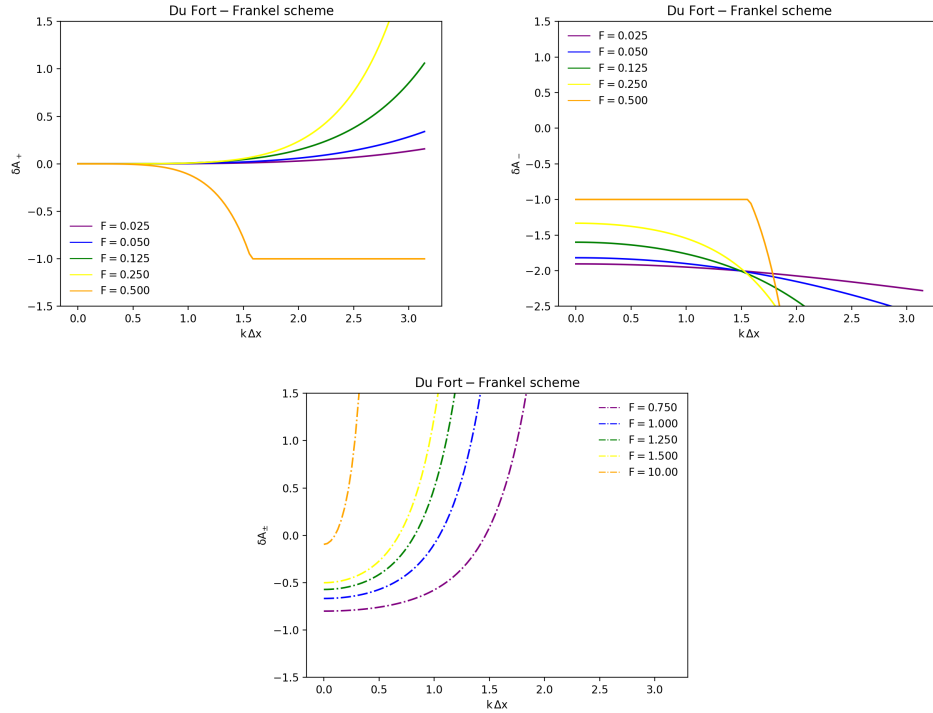 Du Fort − Frankel scheme
1.5
1.0
0.5
0.0
−0.5
−1.0
−1.5
δA₊
F = 0.025
F = 0.050
F = 0.125
F = 0.250
F = 0.500
0.0 0.5 1.0 1.5 2.0 2.5 3.0
k Δx
Du Fort − Frankel scheme
1.5
1.0
0.5
0.0
−0.5
−1.0
−1.5
−2.0
−2.5
δA₋
F = 0.025
F = 0.050
F = 0.125
F = 0.250
F = 0.500
0.0 0.5 1.0 1.5 2.0 2.5 3.0
k Δx
Du Fort − Frankel scheme
1.5
1.0
0.5
0.0
−0.5
−1.0
−1.5
δA±
F = 0.750
F = 1.000
F = 1.250
F = 1.500
F = 10.00
0.0 0.5 1.0 1.5 2.0 2.5 3.0
k Δx